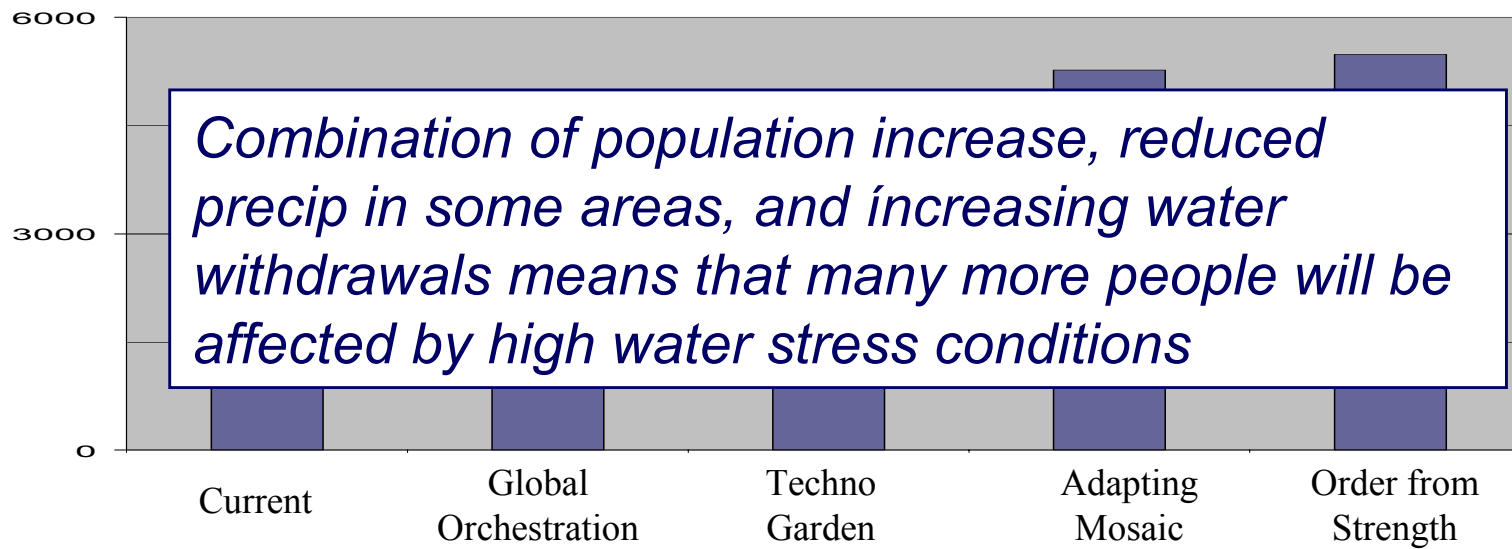 6000
Combination of population increase, reduced
precip in some areas, and íncreasing water
3000
withdrawals means that many more people will be
affected by high water stress conditions
0
Current
Global
Orchestration
Techno
Garden
Adapting
Mosaic
Order from
Strength